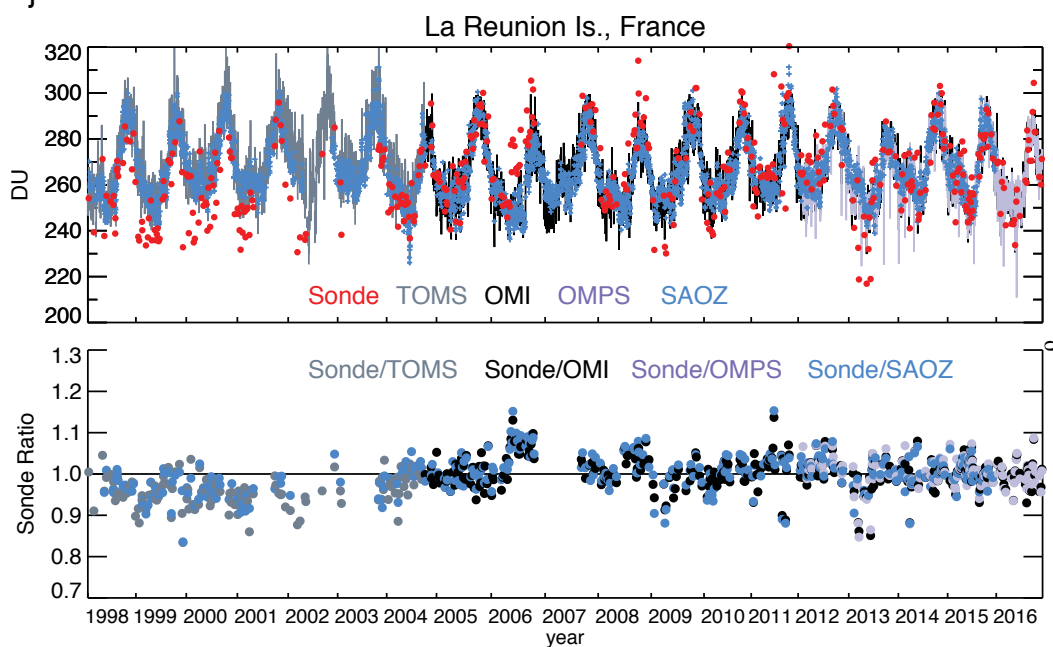 La Reunion Is., France
320
300
280
260
240
220
200
DU
Sonde TOMS OMI OMPS SAOZ
1.3
1.2
1.1
1.0
0.9
0.8
0.7
Sonde Ratio
Sonde/TOMS Sonde/OMI Sonde/OMPS Sonde/SAOZ
1998 1999 2000 2001 2002 2003 2004 2005 2006 2007 2008 2009 2010 2011 2012 2013 2014 2015 2016
year